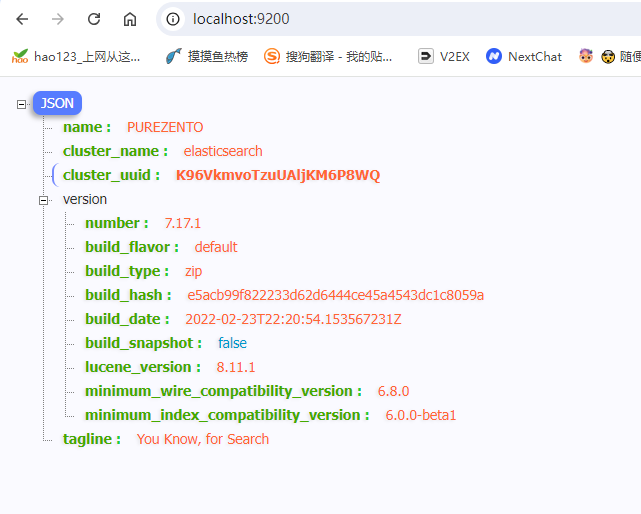 localhost:9200
hao123_上网从这... 摸摸鱼热榜 搜狗翻译 - 我的贴... V2EX NextChat 随便
JSON
name : PUREZENTO
cluster_name : elasticsearch
cluster_uuid : K96VkmvoTzuUAljKM6P8WQ
version
number : 7.17.1
build_flavor : default
build_type : zip
build_hash : e5acb99f822233d62d6444ce45a4543dc1c8059a
build_date : 2022-02-23T22:20:54.153567231Z
build_snapshot : false
lucene_version : 8.11.1
minimum_wire_compatibility_version : 6.8.0
minimum_index_compatibility_version : 6.0.0-beta1
tagline : You Know, for Search